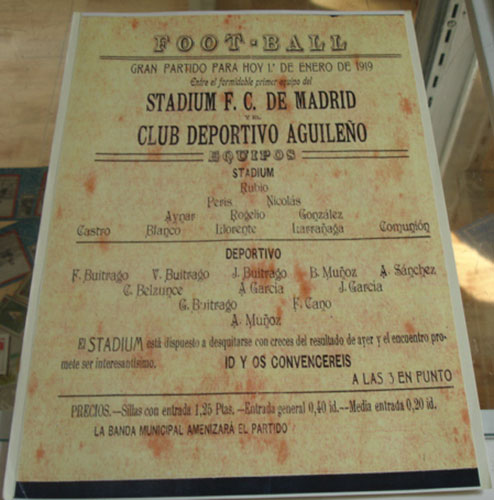 FOOT-BALL
GRAN PARTIDO PARA HOY 1º DE ENERO DE 1919
Entre el formidable primer equipo del
STADIUM F. C. DE MADRID
Y EL
CLUB DEPORTIVO AGUILEÑO
EQUIPOS
STADIUM
Rubio
Peris Nicolás
Aynar Rogelio González
Castro Blanco Llorente Larrañaga Comunión
DEPORTIVO
F. Buitrago V. Buitrago J. Buitrago B. Muñoz A. Sánchez
C. Belzunce A García J. García
G. Buitrago F. Cano
A. Muñoz
El STADIUM está dispuesto a desquitarse con creces del resultado de ayer y el encuentro pro-
mete ser interesantísimo. ID Y OS CONVENCEREIS
A LAS 3 EN PUNTO
PRECIOS.—Sillas con entrada 1,25 Ptas.—Entrada general 0,40 id.—Media entrada 0,20 id.
LA BANDA MUNICIPAL AMENIZARÁ EL PARTIDO